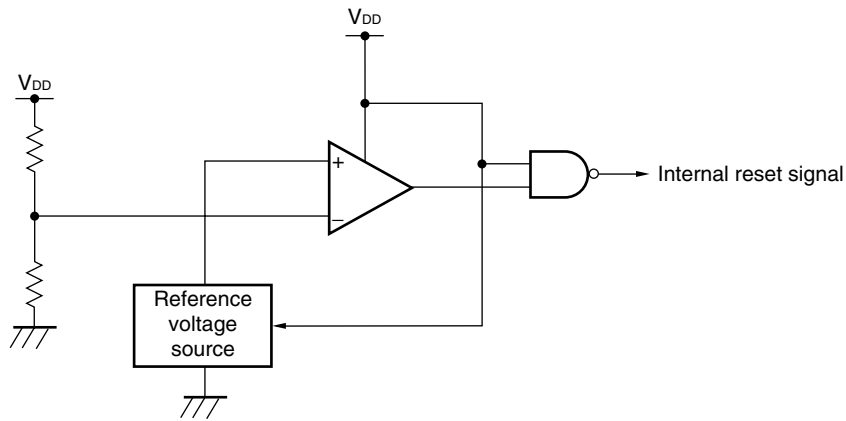 VDD
VDD
+
−
Internal reset signal
Reference
voltage
source